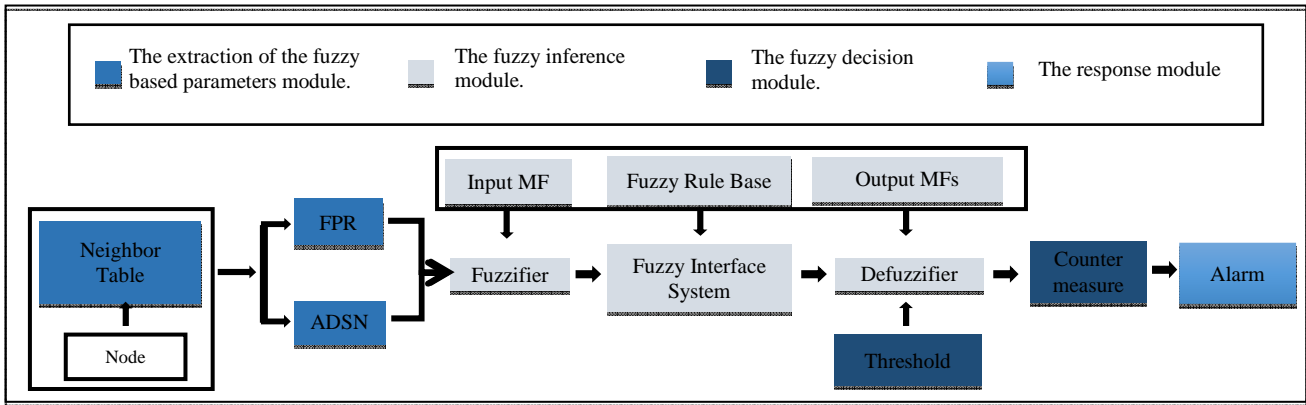 The extraction of the fuzzy
based parameters module.
The fuzzy inference
module.
The fuzzy decision
module.
The response module
Input MF
Fuzzy Rule Base
Output MFs
Neighbor
Table
Node
FPR
ADSN
Fuzzifier
Fuzzy Interface
System
Defuzzifier
Counter
measure
Alarm
Threshold